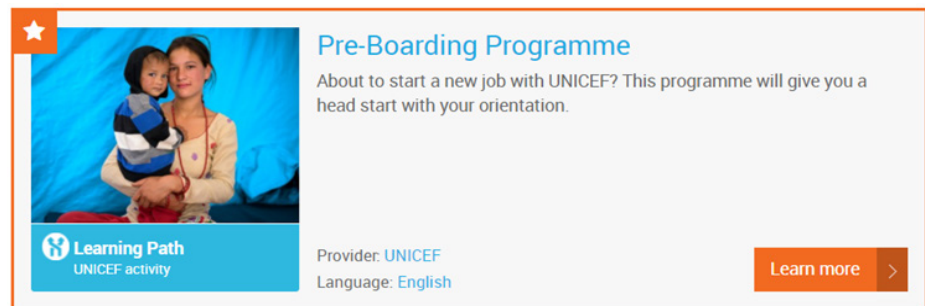 Pre-Boarding Programme
About to start a new job with UNICEF? This programme will give you a
head start with your orientation.
Learning Path
UNICEF activity
Provider: UNICEF
Language: English
Learn more